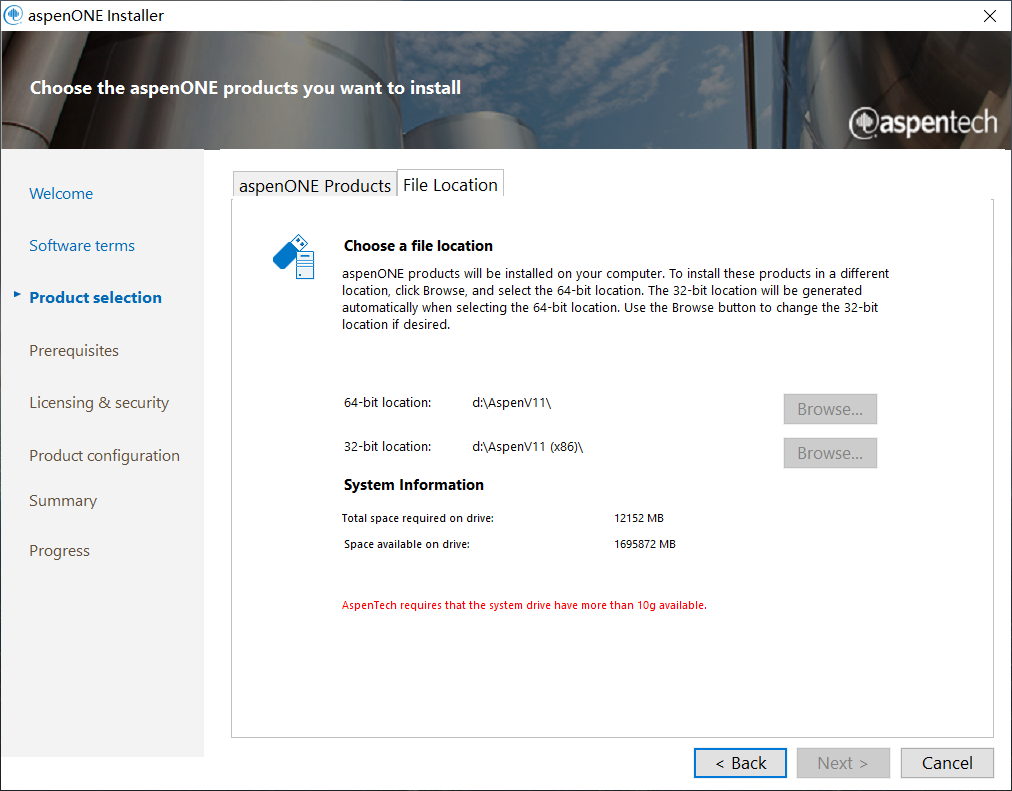 aspenONE Installer
Choose the aspenONE products you want to install
aspentech
Welcome
Software terms
Product selection
Prerequisites
Licensing & security
Product configuration
Summary
Progress
aspenONE Products
File Location
Choose a file location
aspenONE products will be installed on your computer. To install these products in a different
location, click Browse, and select the 64-bit location. The 32-bit location will be generated
automatically when selecting the 64-bit location. Use the Browse button to change the 32-bit
location if desired.
64-bit location: d:\AspenV11\ Browse...
32-bit location: d:\AspenV11 (x86)\ Browse...
System Information
Total space required on drive: 12152 MB
Space available on drive: 1695872 MB
AspenTech requires that the system drive have more than 10g available.
< Back Next > Cancel